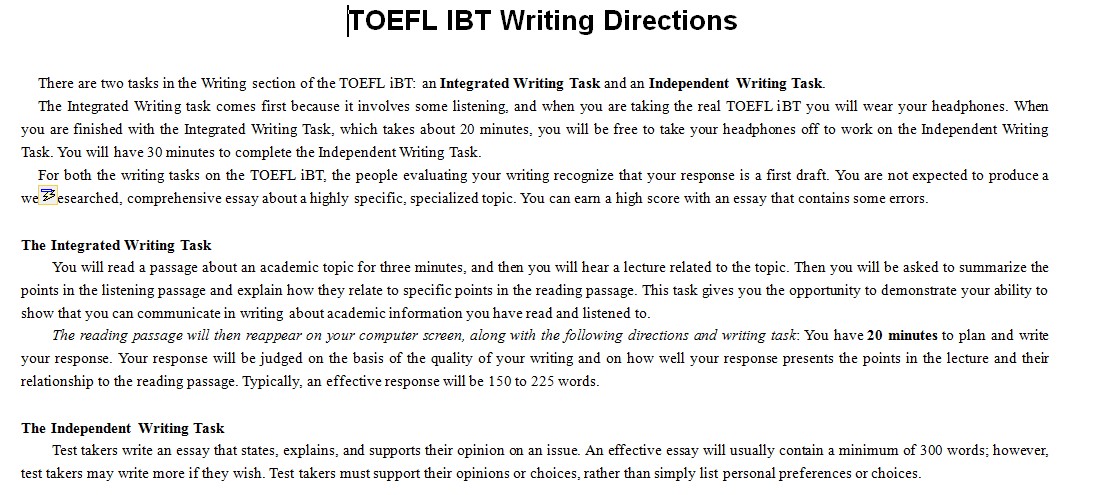 TOEFL IBT Writing Directions
There are two tasks in the Writing section of the TOEFL iBT: an Integrated Writing Task and an Independent Writing Task.
The Integrated Writing task comes first because it involves some listening, and when you are taking the real TOEFL iBT you will wear your headphones. When
you are finished with the Integrated Writing Task, which takes about 20 minutes, you will be free to take your headphones off to work on the Independent Writing
Task. You will have 30 minutes to complete the Independent Writing Task.
For both the writing tasks on the TOEFL iBT, the people evaluating your writing recognize that your response is a first draft. You are not expected to produce a
we esearched, comprehensive essay about a highly specific, specialized topic. You can earn a high score with an essay that contains some errors.
The Integrated Writing Task
You will read a passage about an academic topic for three minutes, and then you will hear a lecture related to the topic. Then you will be asked to summarize the
points in the listening passage and explain how they relate to specific points in the reading passage. This task gives you the opportunity to demonstrate your ability to
show that you can communicate in writing about academic information you have read and listened to.
The reading passage will then reappear on your computer screen, along with the following directions and writing task: You have 20 minutes to plan and write
your response. Your response will be judged on the basis of the quality of your writing and on how well your response presents the points in the lecture and their
relationship to the reading passage. Typically, an effective response will be 150 to 225 words.
The Independent Writing Task
Test takers write an essay that states, explains, and supports their opinion on an issue. An effective essay will usually contain a minimum of 300 words; however,
test takers may write more if they wish. Test takers must support their opinions or choices, rather than simply list personal preferences or choices.